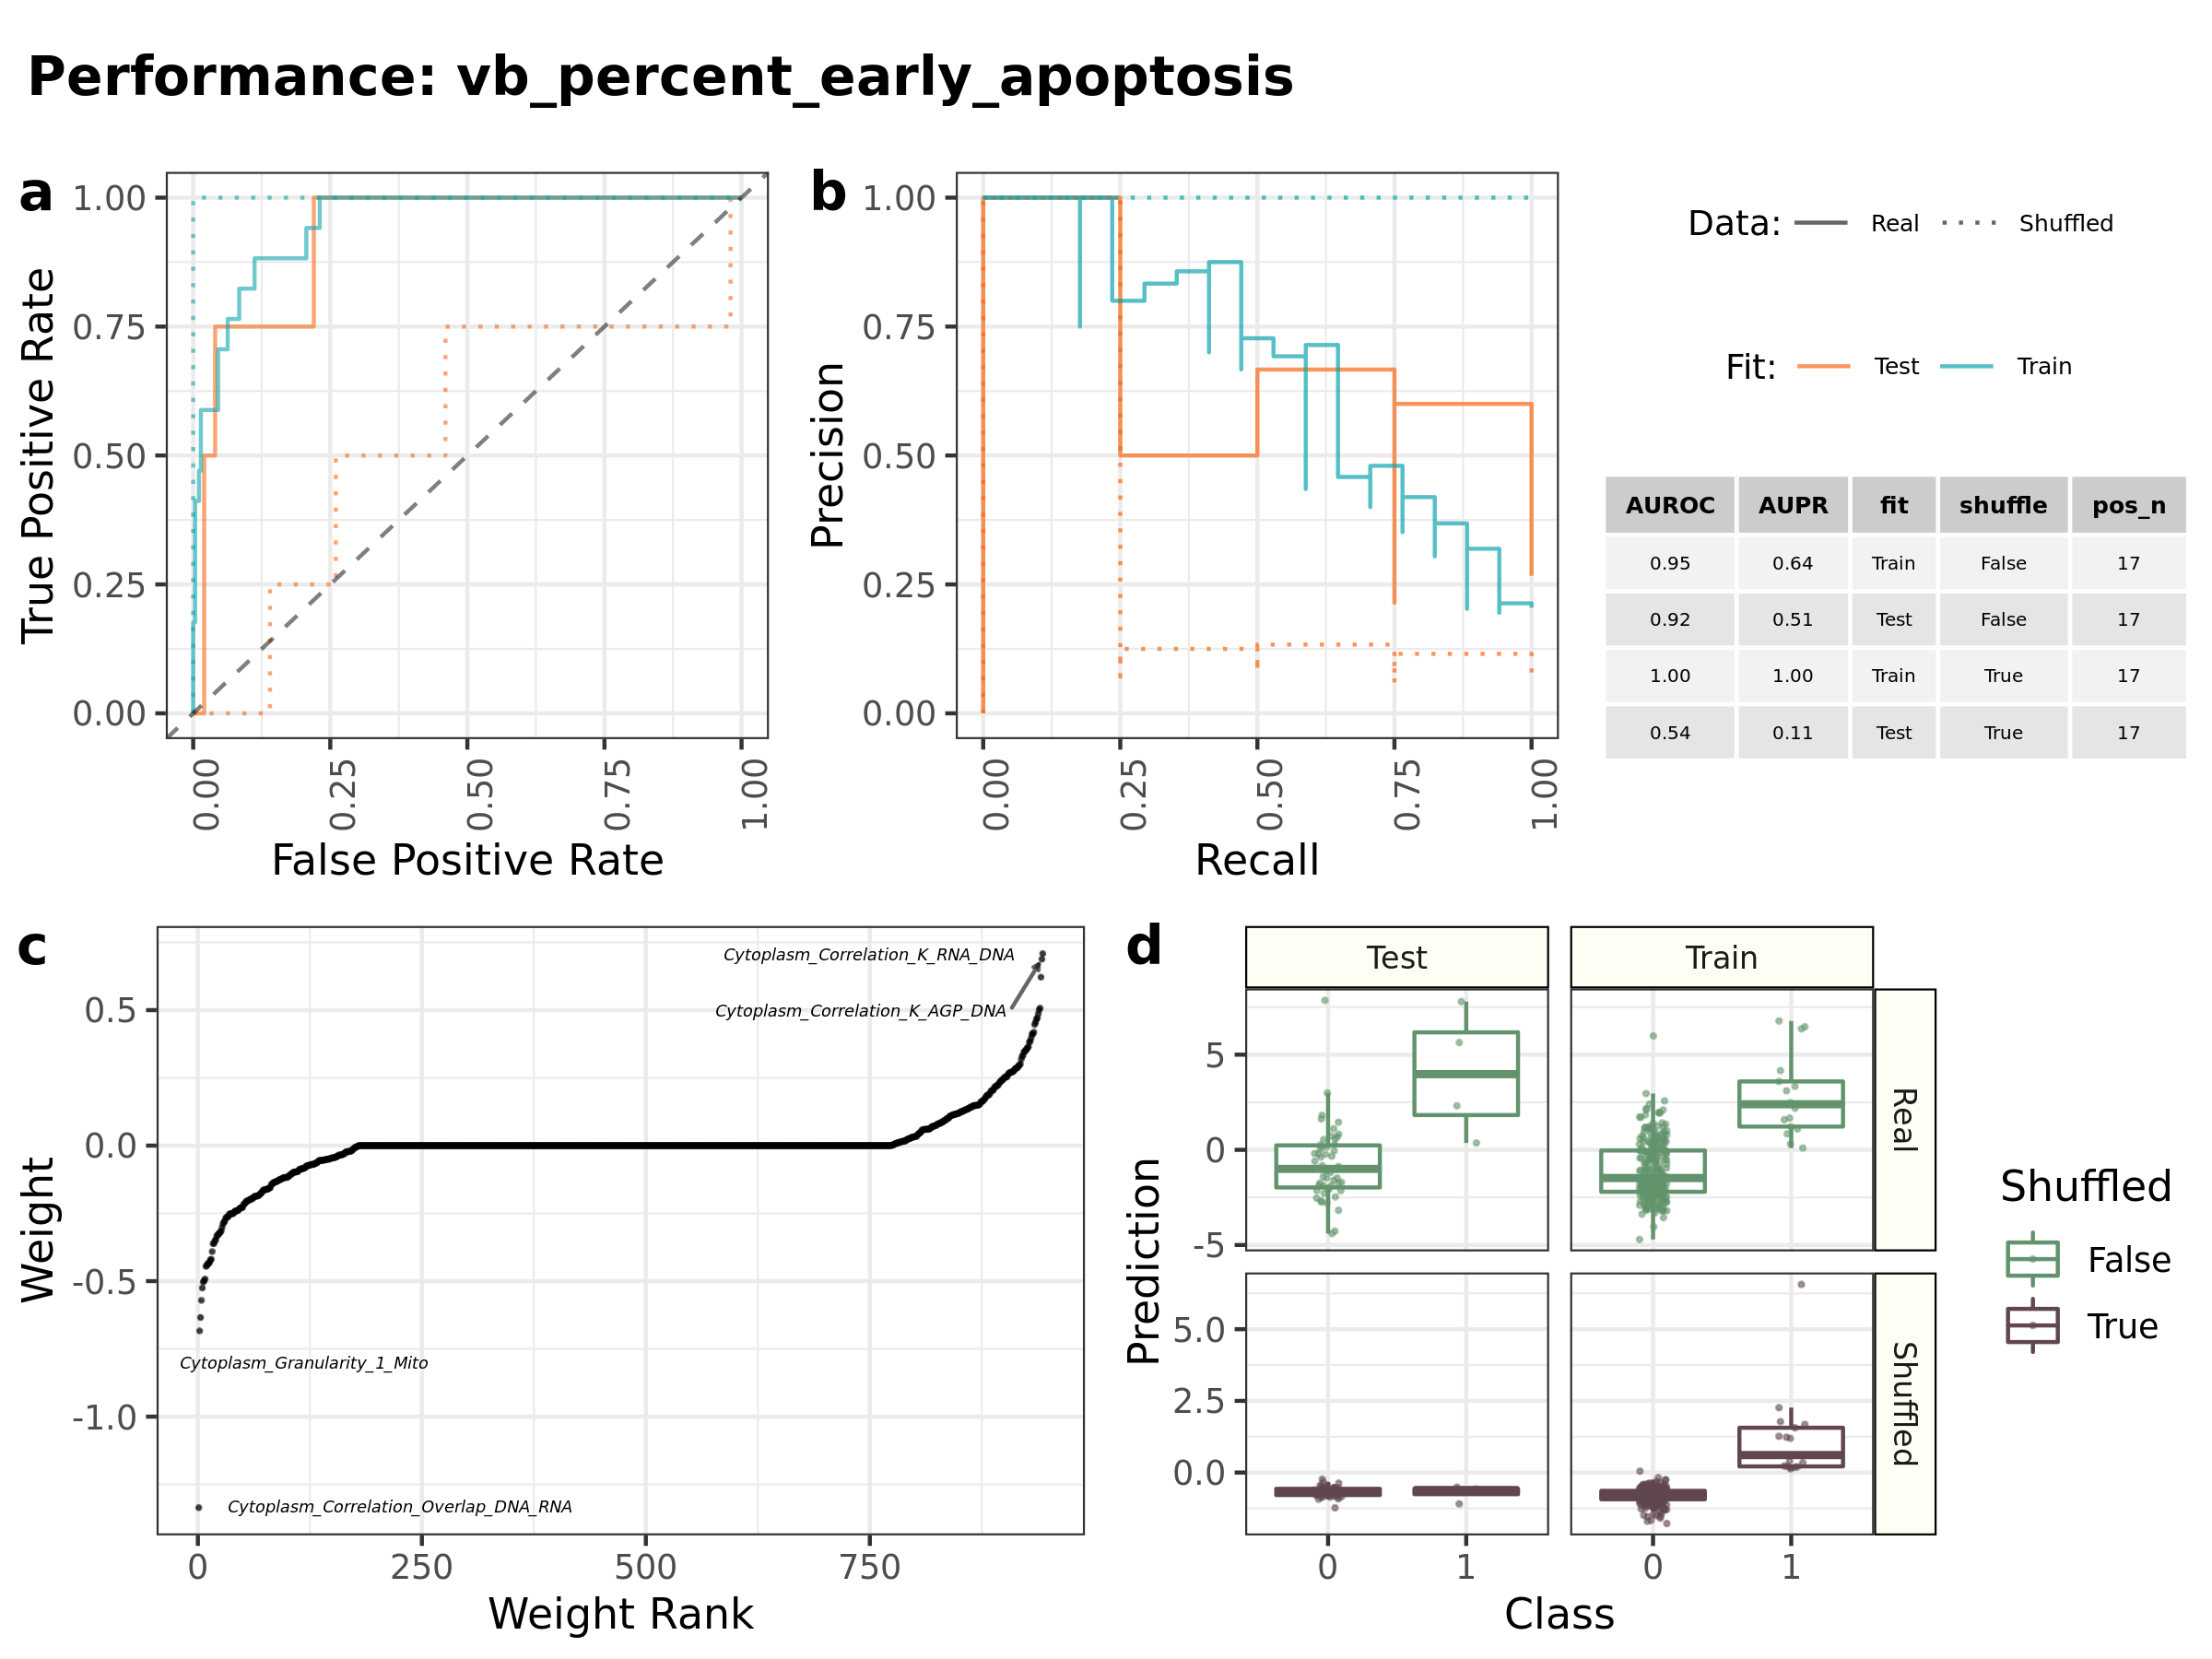 Performance: vb_percent_early_apoptosis
a
True Positive Rate
1.00
0.75
0.50
0.25
0.00
0.00 0.25 0.50 0.75 1.00
False Positive Rate
b
Precision
1.00
0.75
0.50
0.25
0.00
0.00 0.25 0.50 0.75 1.00
Recall
Data: Real Shuffled
Fit: Test Train
AUROC AUPR fit shuffle pos_n
0.95 0.64 Train False 17
0.92 0.51 Test False 17
1.00 1.00 Train True 17
0.54 0.11 Test True 17
c
Weight
0.5
0.0
-0.5
-1.0
Cytoplasm_Correlation_K_RNA_DNA
Cytoplasm_Correlation_K_AGP_DNA
Cytoplasm_Granularity_1_Mito
Cytoplasm_Correlation_Overlap_DNA_RNA
0 250 500 750
Weight Rank
d
Test Train
Prediction
5
0
-5
Real
5.0
2.5
0.0
Shuffled
0 1 0 1
Class
Shuffled
False
True